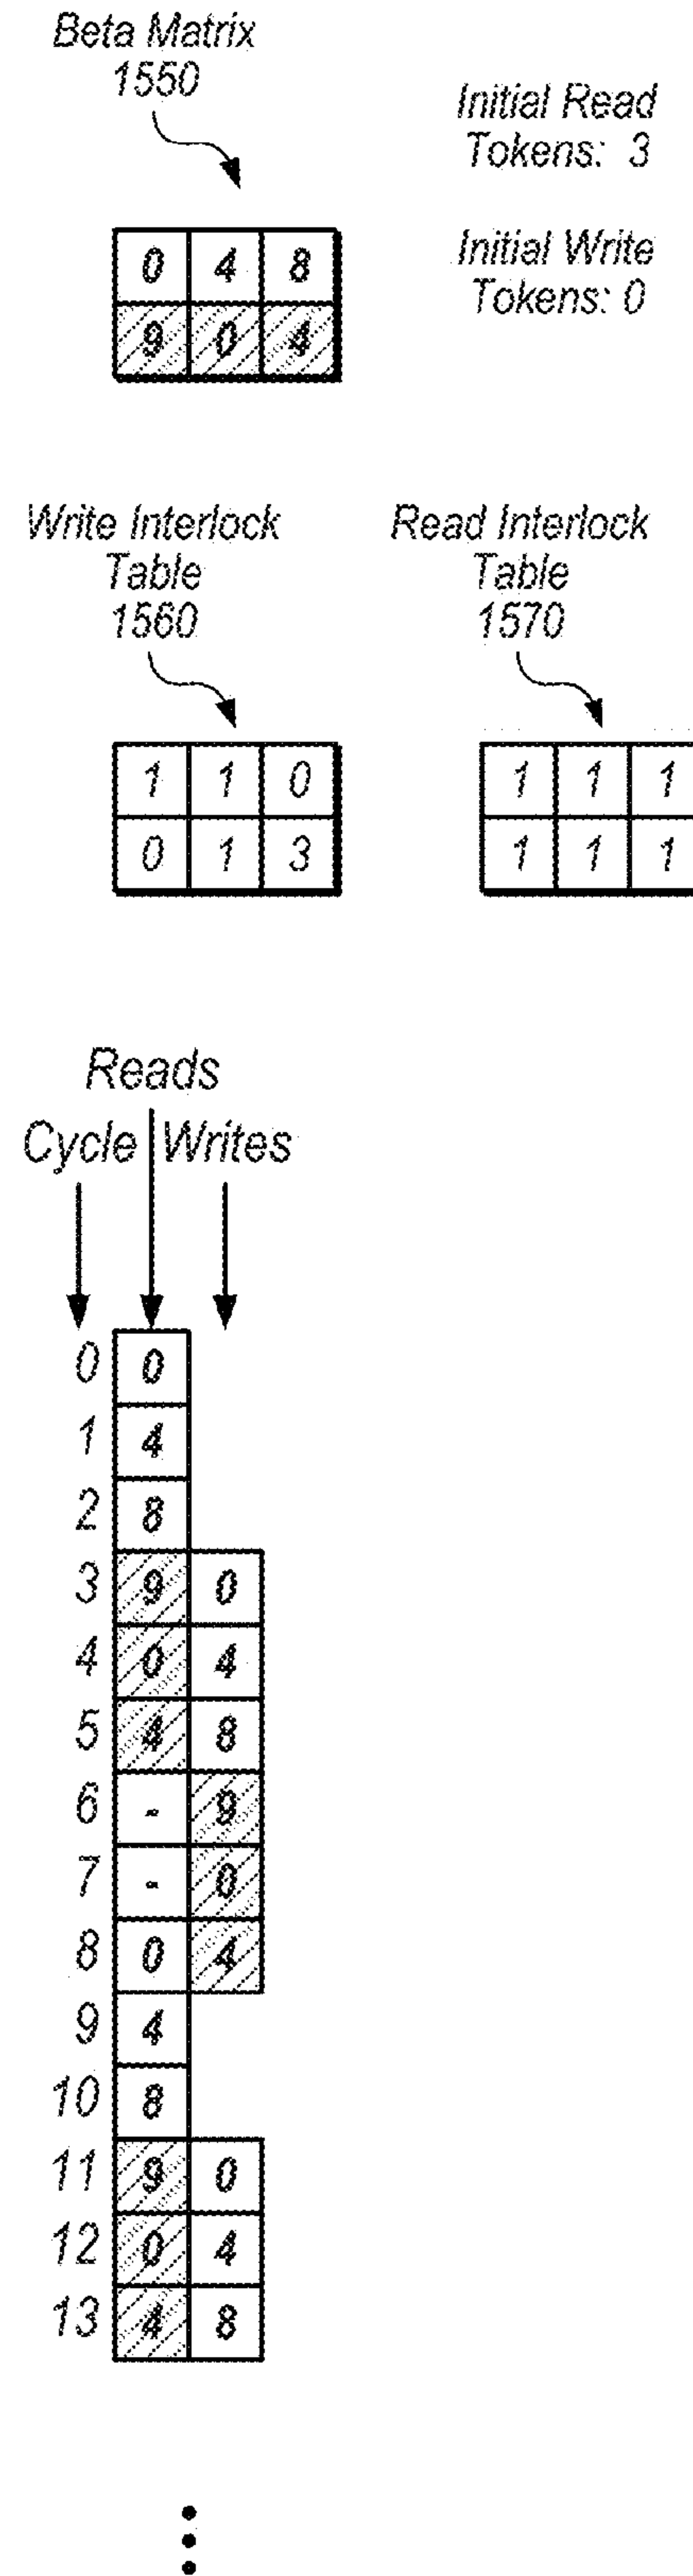 Beta Matrix
1550
Initial Read
Tokens: 3
Initial Write
Tokens: 0
0 4 8
9 0 4
Write Interlock
Table
1560
Read Interlock
Table
1570
1 1 0
0 1 3
1 1 1
1 1 1
Reads
Cycle Writes
0 0
1 4
2 8
3 9 0
4 0 4
5 4 8
6 - 9
7 - 0
8 0 4
9 4
10 8
11 9 0
12 0 4
13 4 8